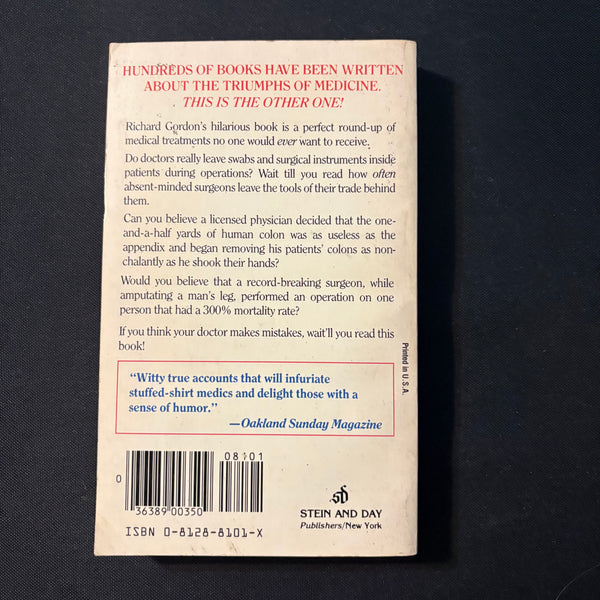 HUNDREDS OF BOOKS HAVE BEEN WRITTEN
ABOUT THE TRIUMPHS OF MEDICINE.
THIS IS THE OTHER ONE!
Richard Gordon's hilarious book is a perfect round-up of
medical treatments no one would ever want to receive.
Do doctors really leave swabs and surgical instruments inside
patients during operations? Wait till you read how often
absent-minded surgeons leave the tools of their trade behind
them.
Can you believe a licensed physician decided that the one-
and-a-half yards of human colon was as useless as the
appendix and began removing his patients' colons as non-
chalantly as he shook their hands?
Would you believe that a record-breaking surgeon, while
amputating a man's leg, performed an operation on one
person that had a 300% mortality rate?
If you think your doctor makes mistakes, wait'll you read this
book!
Printed in U.S.A.
"Witty true accounts that will infuriate
stuffed-shirt medics and delight those with a
sense of humor."
—Oakland Sunday Magazine
08101
0
36389 00350
ISBN 0-8128-8101-X
sd
STEIN AND DAY
Publishers/New York